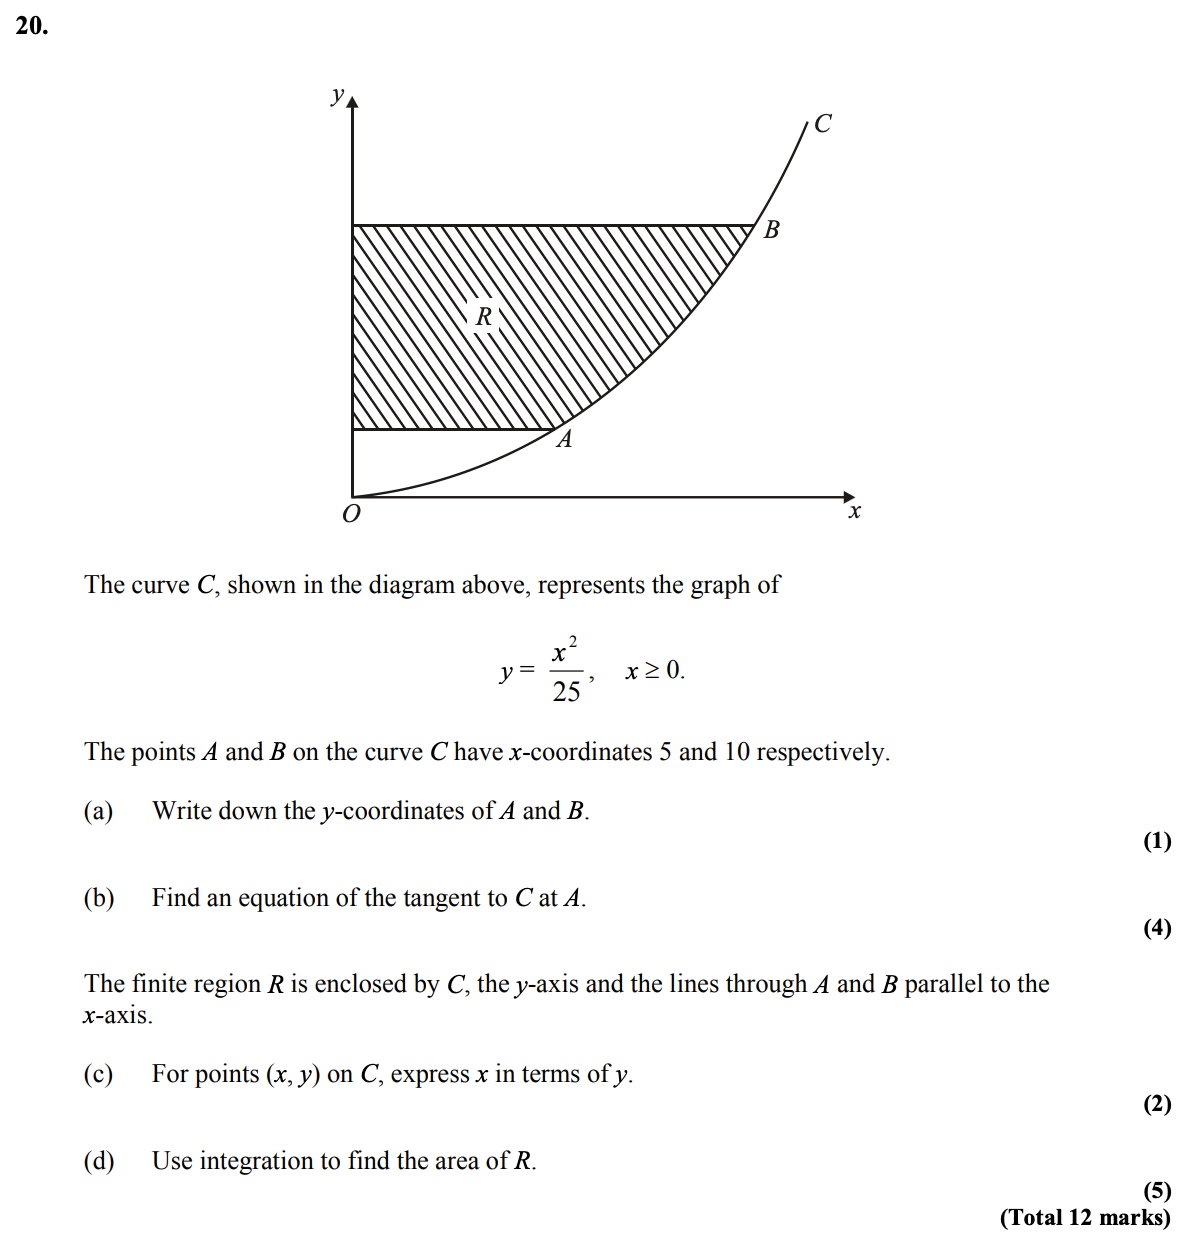 20.
y
C
B
R
A
O
x
The curve C, shown in the diagram above, represents the graph of
y = x²/25, x ≥ 0.
The points A and B on the curve C have x-coordinates 5 and 10 respectively.
(a) Write down the y-coordinates of A and B.
(1)
(b) Find an equation of the tangent to C at A.
(4)
The finite region R is enclosed by C, the y-axis and the lines through A and B parallel to the
x-axis.
(c) For points (x, y) on C, express x in terms of y.
(2)
(d) Use integration to find the area of R.
(5)
(Total 12 marks)